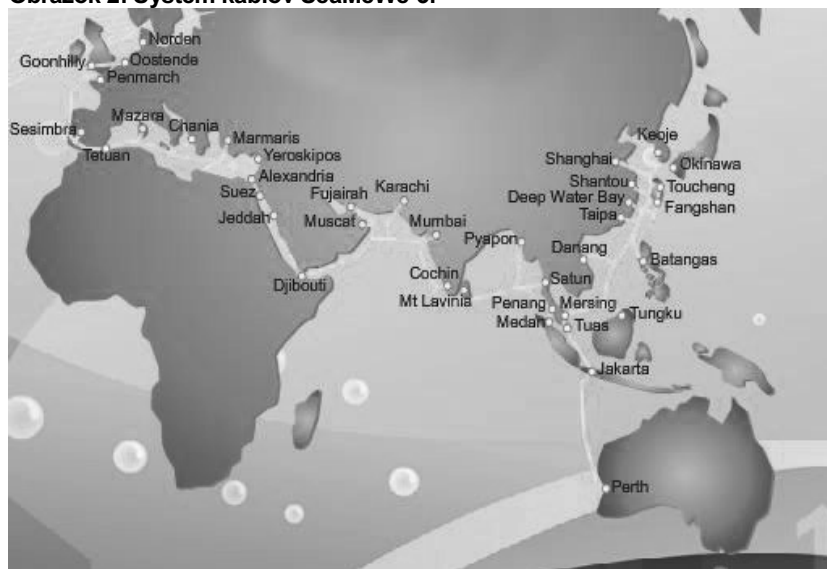 Obrázok 2: Systém káblov SeaMeWe-3.
Norden
Goonhilly
Oostende
Penmarch
Mazara
Sesimbra
Chania
Marmaris
Tetuan
Yeroskipos
Alexandria
Suez
Fujairah
Karachi
Jeddah
Muscat
Mumbai
Djibouti
Cochin
Mt Lavinia
Pyapon
Keoje
Shanghai
Okinawa
Shantou
Toucheng
Deep Water Bay
Fangshan
Taipa
Danang
Batangas
Satun
Penang
Mersing
Medan
Tuas
Tungku
Jakarta
Perth
1